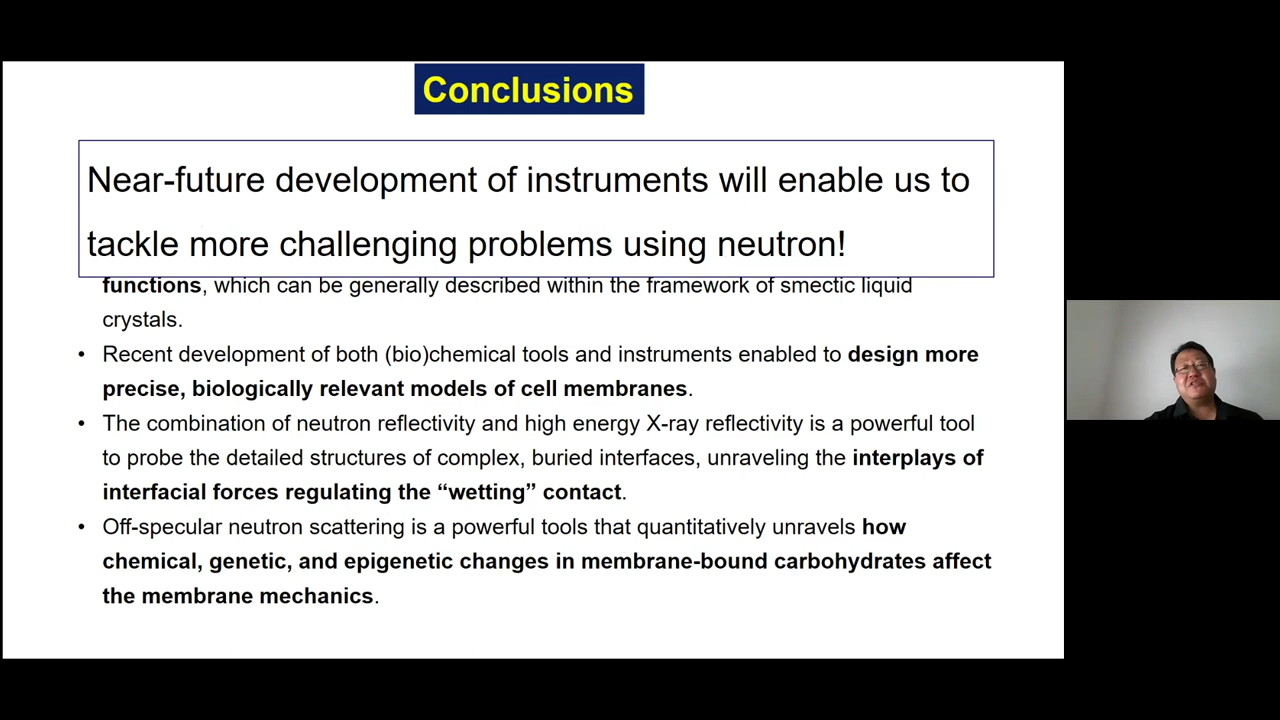 Conclusions
Near-future development of instruments will enable us to
tackle more challenging problems using neutron!
functions, which can be generally described within the framework of smectic liquid
crystals.
• Recent development of both (bio)chemical tools and instruments enabled to design more
precise, biologically relevant models of cell membranes.
• The combination of neutron reflectivity and high energy X-ray reflectivity is a powerful tool
to probe the detailed structures of complex, buried interfaces, unraveling the interplays of
interfacial forces regulating the “wetting” contact.
• Off-specular neutron scattering is a powerful tools that quantitatively unravels how
chemical, genetic, and epigenetic changes in membrane-bound carbohydrates affect
the membrane mechanics.